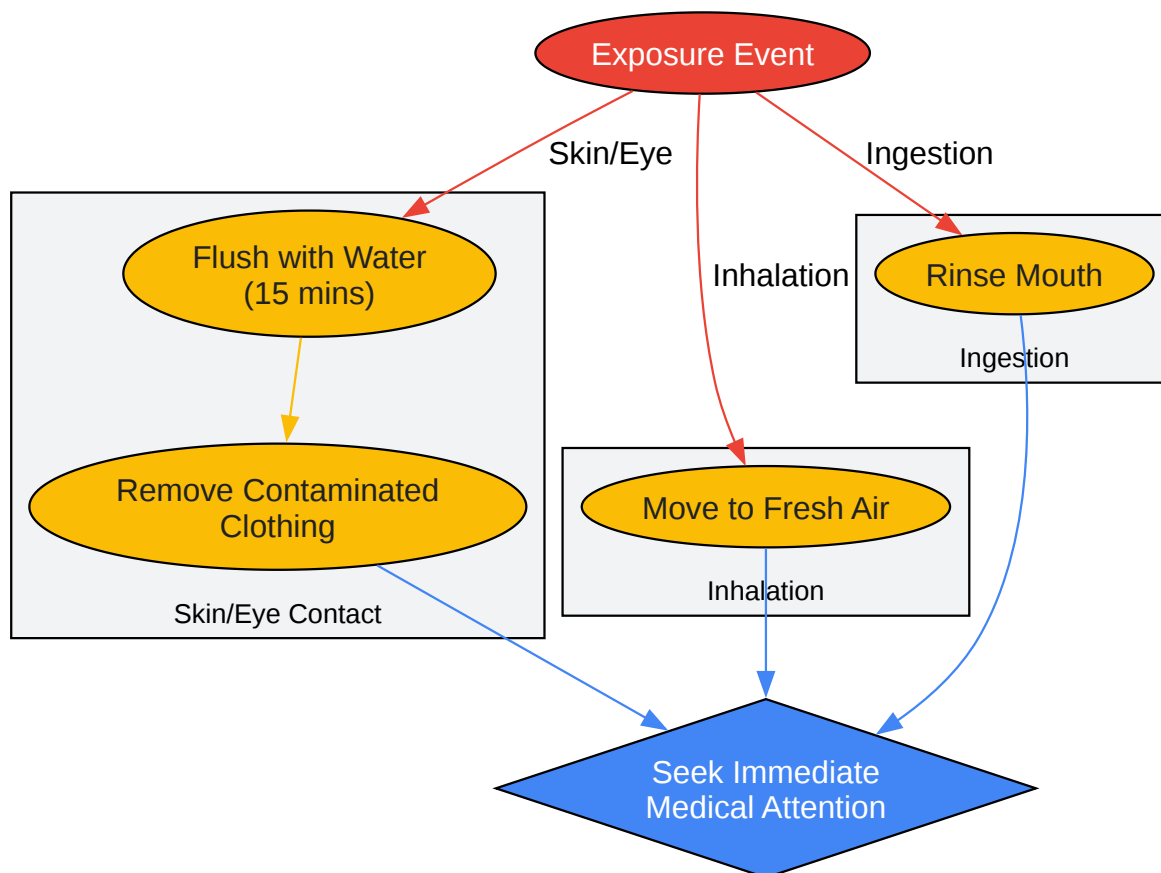 Exposure Event
Skin/Eye
Ingestion
Inhalation
Flush with Water
(15 mins)
Rinse Mouth
Ingestion
Remove Contaminated
Clothing
Move to Fresh Air
Skin/Eye Contact
Inhalation
Seek Immediate
Medical Attention